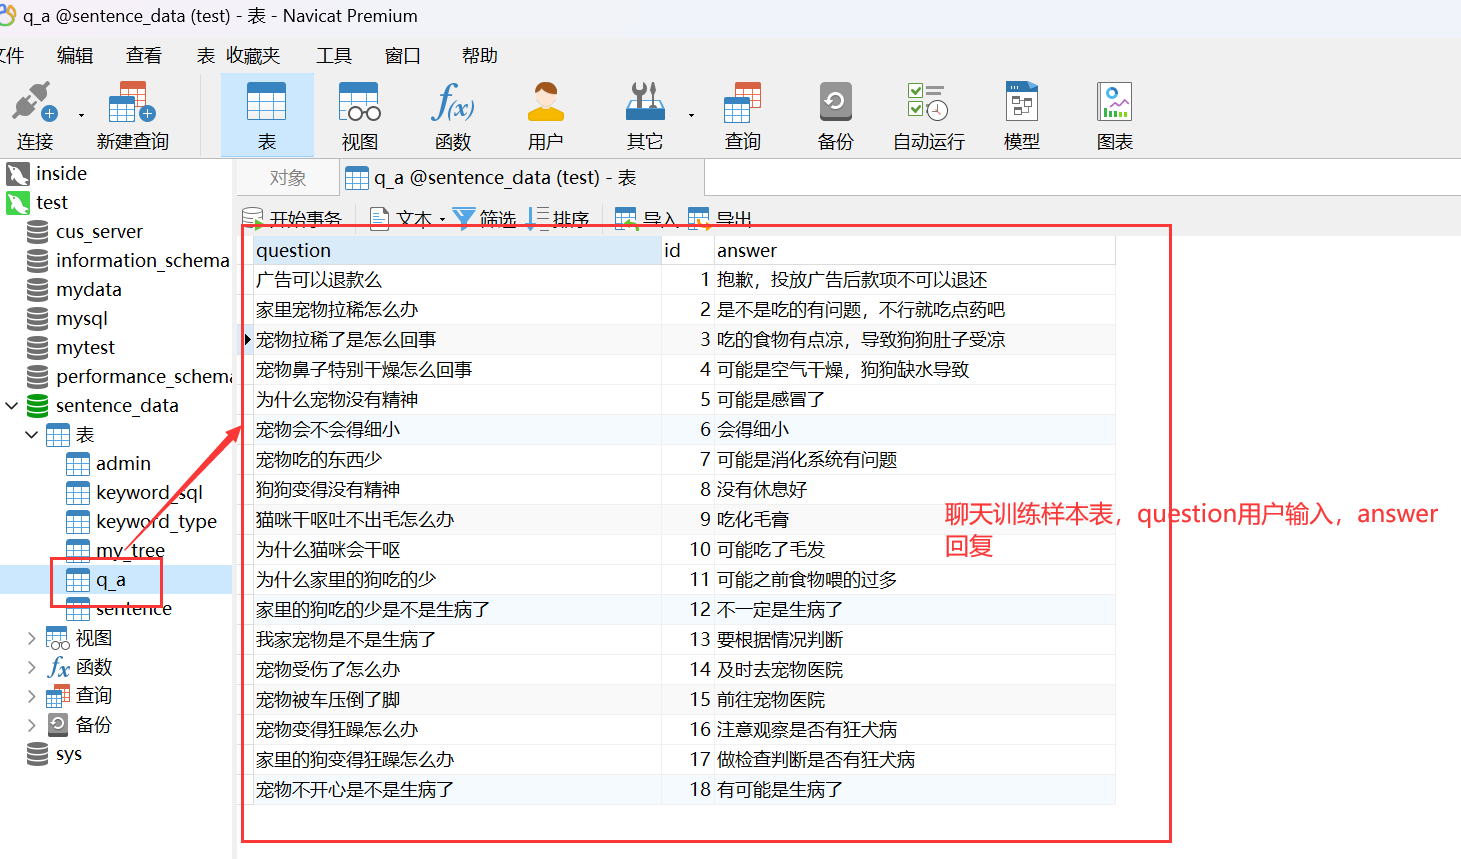 q_a @sentence_data (test) - 表 - Navicat Premium
文件 编辑 查看 表 收藏夹 工具 窗口 帮助
连接 新建查询 表 视图 函数 用户 其它 查询 备份 自动运行 模型 图表
inside
test
cus_server
information_schema
mydata
mysql
mytest
performance_schema
sentence_data
表
admin
keyword_sql
keyword_type
my_tree
q_a
sentence
视图
函数
查询
备份
sys
对象 q_a @sentence_data (test) - 表
开始事务 文本 筛选 排序 导入 导出
question id answer
广告可以退款么 1 抱歉，投放广告后款项不可以退还
家里宠物拉稀怎么办 2 是不是吃的有问题，不行就吃点药吧
宠物拉稀了是怎么回事 3 吃的食物有点凉，导致狗狗肚子受凉
宠物鼻子特别干燥怎么回事 4 可能是空气干燥，狗狗缺水导致
为什么宠物没有精神 5 可能是感冒了
宠物会不会得细小 6 会得细小
宠物吃的东西少 7 可能是消化系统有问题
狗狗变得没有精神 8 没有休息好
猫咪干呕吐不出毛怎么办 9 吃化毛膏
为什么猫咪会干呕 10 可能吃了毛发
为什么家里的狗吃的少 11 可能之前食物喂的过多
家里的狗吃的少是不是生病了 12 不一定是生病了
我家宠物是不是生病了 13 要根据情况判断
宠物受伤了怎么办 14 及时去宠物医院
宠物被车压倒了脚 15 前往宠物医院
宠物变得狂躁怎么办 16 注意观察是否有狂犬病
家里的狗变得狂躁怎么办 17 做检查判断是否有狂犬病
宠物不开心是不是生病了 18 有可能是生病了
聊天训练样本表，question用户输入，answer
回复